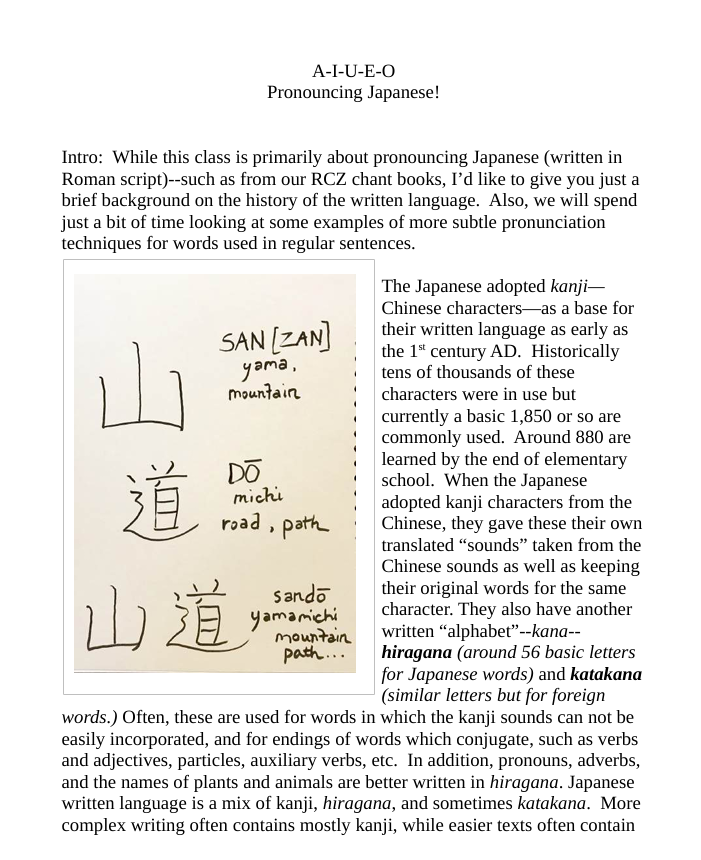 A-I-U-E-O
Pronouncing Japanese!
Intro:  While this class is primarily about pronouncing Japanese (written in
Roman script)--such as from our RCZ chant books, I’d like to give you just a
brief background on the history of the written language.  Also, we will spend
just a bit of time looking at some examples of more subtle pronunciation
techniques for words used in regular sentences.
山 SAN [ZAN]
yama,
mountain
道 DŌ
michi
road, path
山道 sandō
yamamichi
mountain
path...
The Japanese adopted kanji—
Chinese characters—as a base for
their written language as early as
the 1st century AD.  Historically
tens of thousands of these
characters were in use but
currently a basic 1,850 or so are
commonly used.  Around 880 are
learned by the end of elementary
school.  When the Japanese
adopted kanji characters from the
Chinese, they gave these their own
translated “sounds” taken from the
Chinese sounds as well as keeping
their original words for the same
character. They also have another
written “alphabet”--kana--
hiragana (around 56 basic letters
for Japanese words) and katakana
(similar letters but for foreign
words.) Often, these are used for words in which the kanji sounds can not be
easily incorporated, and for endings of words which conjugate, such as verbs
and adjectives, particles, auxiliary verbs, etc.  In addition, pronouns, adverbs,
and the names of plants and animals are better written in hiragana. Japanese
written language is a mix of kanji, hiragana, and sometimes katakana.  More
complex writing often contains mostly kanji, while easier texts often contain